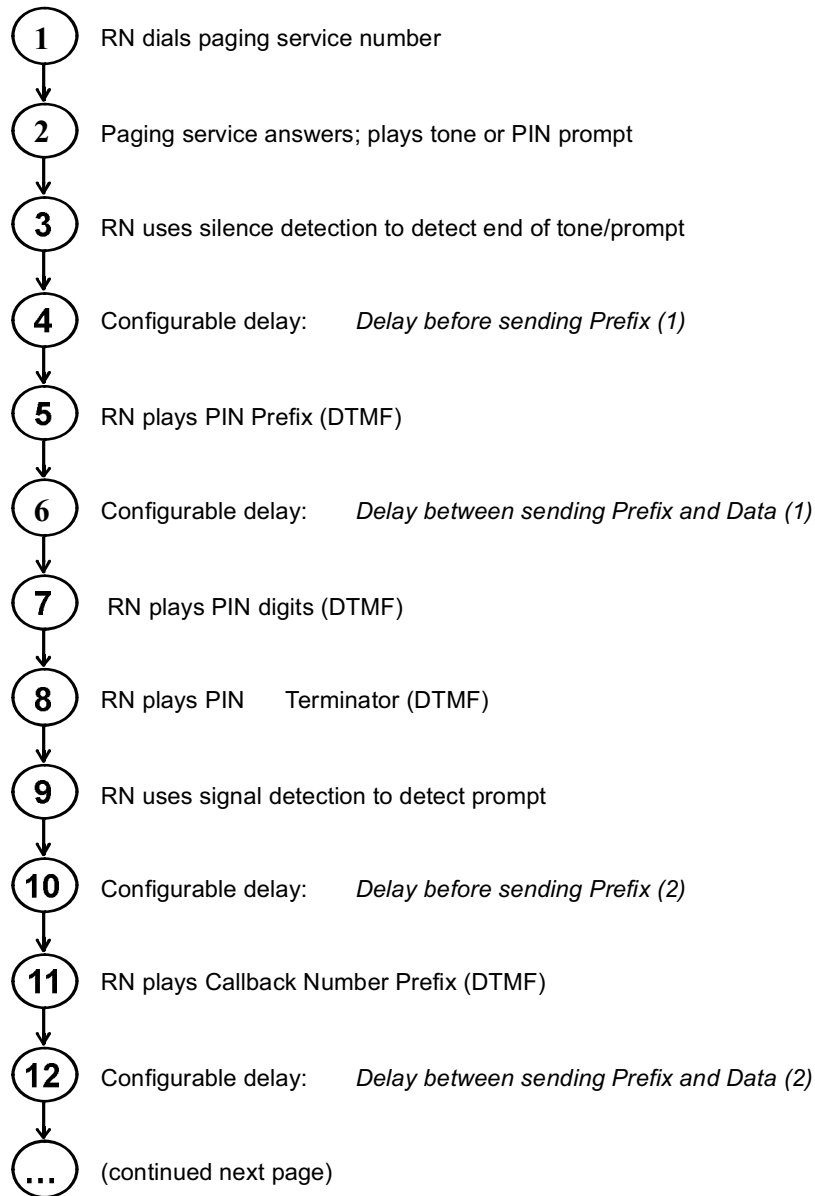 1 RN dials paging service number
2 Paging service answers; plays tone or PIN prompt
3 RN uses silence detection to detect end of tone/prompt
4 Configurable delay: Delay before sending Prefix (1)
5 RN plays PIN Prefix (DTMF)
6 Configurable delay: Delay between sending Prefix and Data (1)
7 RN plays PIN digits (DTMF)
8 RN plays PIN Terminator (DTMF)
9 RN uses signal detection to detect prompt
10 Configurable delay: Delay before sending Prefix (2)
11 RN plays Callback Number Prefix (DTMF)
12 Configurable delay: Delay between sending Prefix and Data (2)
... (continued next page)